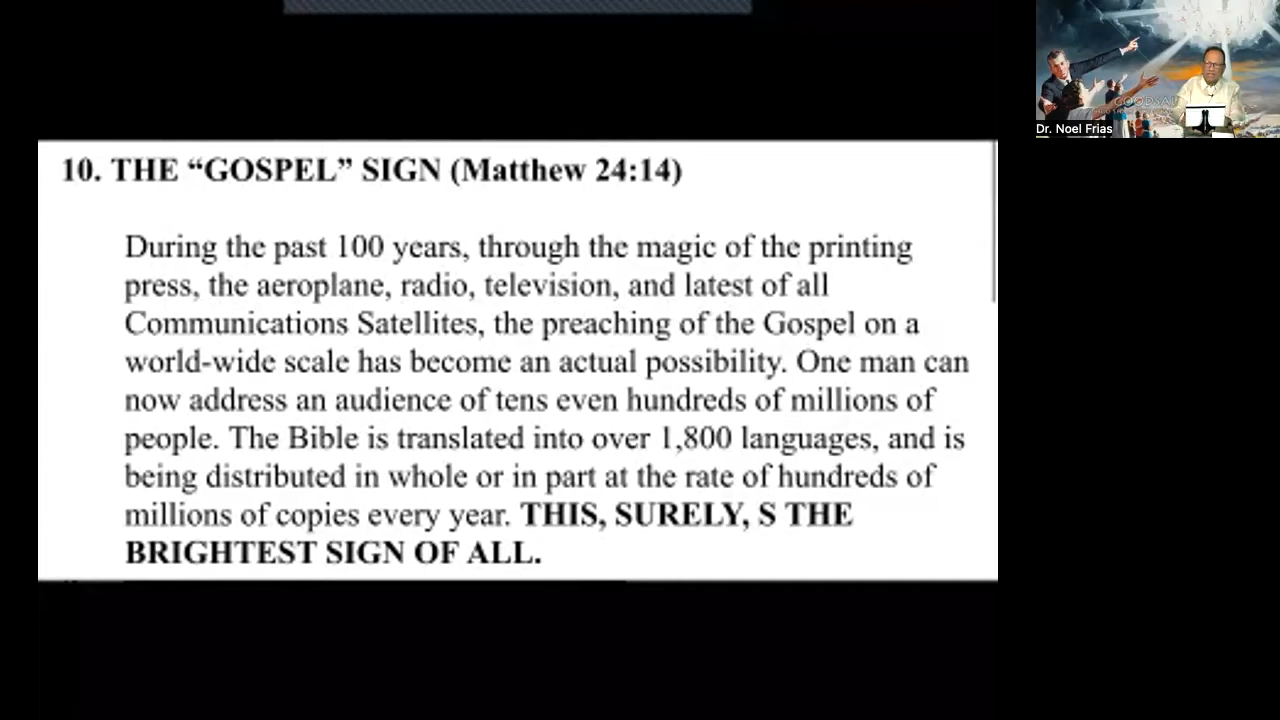 10. THE “GOSPEL” SIGN (Matthew 24:14)
During the past 100 years, through the magic of the printing
press, the aeroplane, radio, television, and latest of all
Communications Satellites, the preaching of the Gospel on a
world-wide scale has become an actual possibility. One man can
now address an audience of tens even hundreds of millions of
people. The Bible is translated into over 1,800 languages, and is
being distributed in whole or in part at the rate of hundreds of
millions of copies every year. THIS, SURELY, S THE
BRIGHTEST SIGN OF ALL.
Dr. Noel Frias